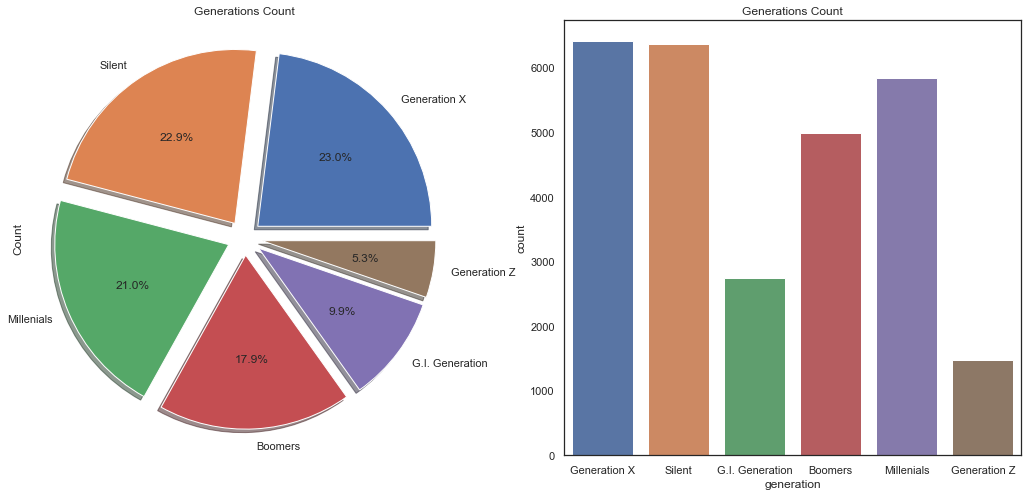 Generations Count
Silent
Generation X
22.9%
23.0%
Count
21.0%
5.3%
Generation Z
9.9%
Millenials
17.9%
G.I. Generation
Boomers
Generations Count
6000
5000
4000
3000
2000
1000
0
count
Generation X Silent G.I. Generation Boomers Millenials Generation Z
generation